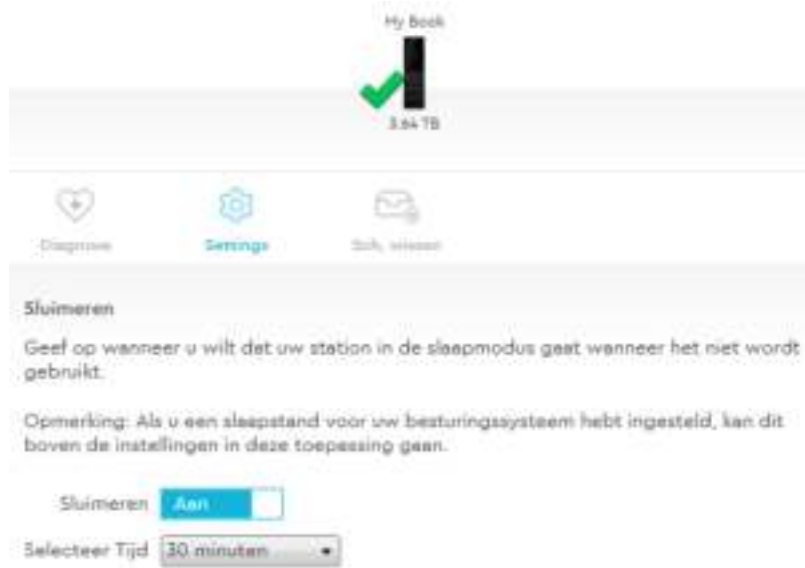 My Book
3.64 TB
Diagnose
Settings
Sch. wissen
Sluimeren
Geef op wanneer u wilt dat uw station in de slaapmodus gaat wanneer het niet wordt
gebruikt.
Opmerking: Als u een slaapstand voor uw besturingssysteem hebt ingesteld, kan dit
boven de instellingen in deze toepassing gaan.
Sluimeren Aan
Selecteer Tijd 30 minuten